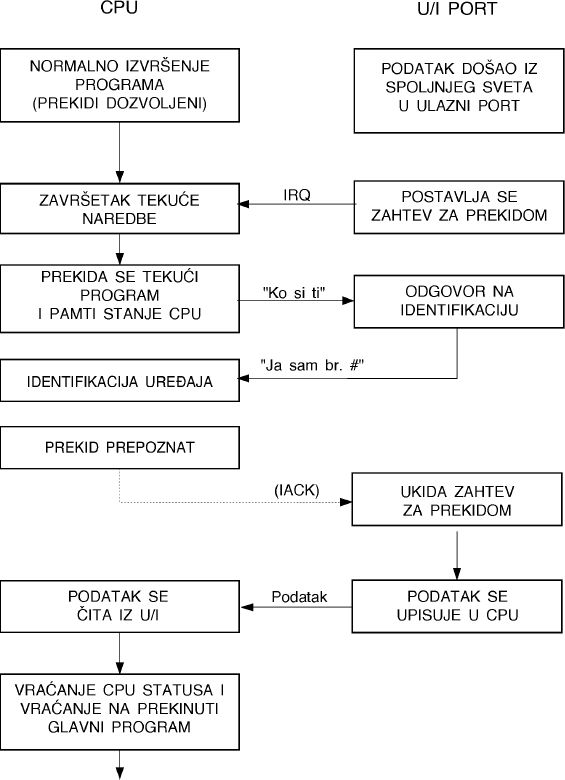 CPU
U/I PORT
NORMALNO IZVRŠENJE
PROGRAMA
(PREKIDI DOZVOLJENI)
PODATAK DOŠAO IZ
SPOLJNJEG SVETA
U ULAZNI PORT
ZAVRŠETAK TEKUĆE
NAREDBE
IRQ
POSTAVLJA SE
ZAHTEV ZA PREKIDOM
PREKIDA SE TEKUĆI
PROGRAM
I PAMTI STANJE CPU
"Ko si ti"
ODGOVOR NA
IDENTIFIKACIJU
"Ja sam br. #"
IDENTIFIKACIJA UREĐAJA
PREKID PREPOZNAT
(IACK)
UKIDA ZAHTEV
ZA PREKIDOM
PODATAK SE
ČITA IZ U/I
Podatak
PODATAK SE
UPISUJE U CPU
VRAĆANJE CPU STATUSA I
VRAĆANJE NA PREKINUTI
GLAVNI PROGRAM